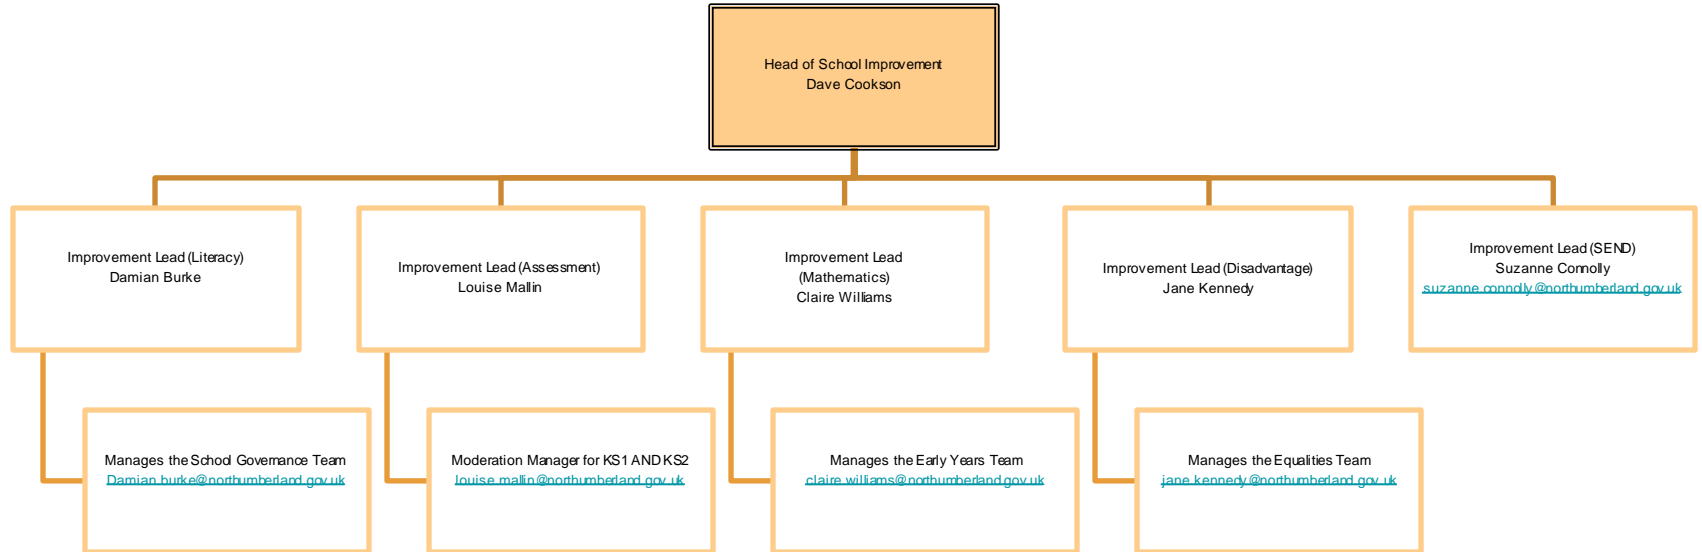 Head of School Improvement
Dave Cookson
Improvement Lead (Literacy)
Damian Burke
Improvement Lead (Assessment)
Louise Mallin
Improvement Lead
(Mathematics)
Claire Williams
Improvement Lead (Disadvantage)
Jane Kennedy
Improvement Lead (SEND)
Suzanne Connolly
suzanne.connolly@northumberland.gov.uk
Manages the School Governance Team
Damian.burke@northumberland.gov.uk
Moderation Manager for KS1 AND KS2
louise.mallin@northumberland.gov.uk
Manages the Early Years Team
claire.williams@northumberland.gov.uk
Manages the Equalities Team
jane.kennedy@northumberland.gov.uk